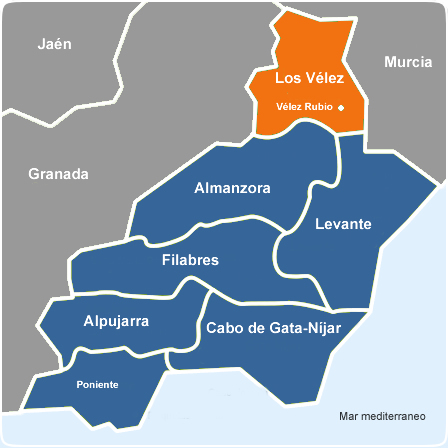 Jaén
Murcia
Los Vélez
Vélez Rubio
Granada
Almanzora
Levante
Filabres
Alpujarra
Cabo de Gata-Nijar
Poniente
Mar mediterraneo